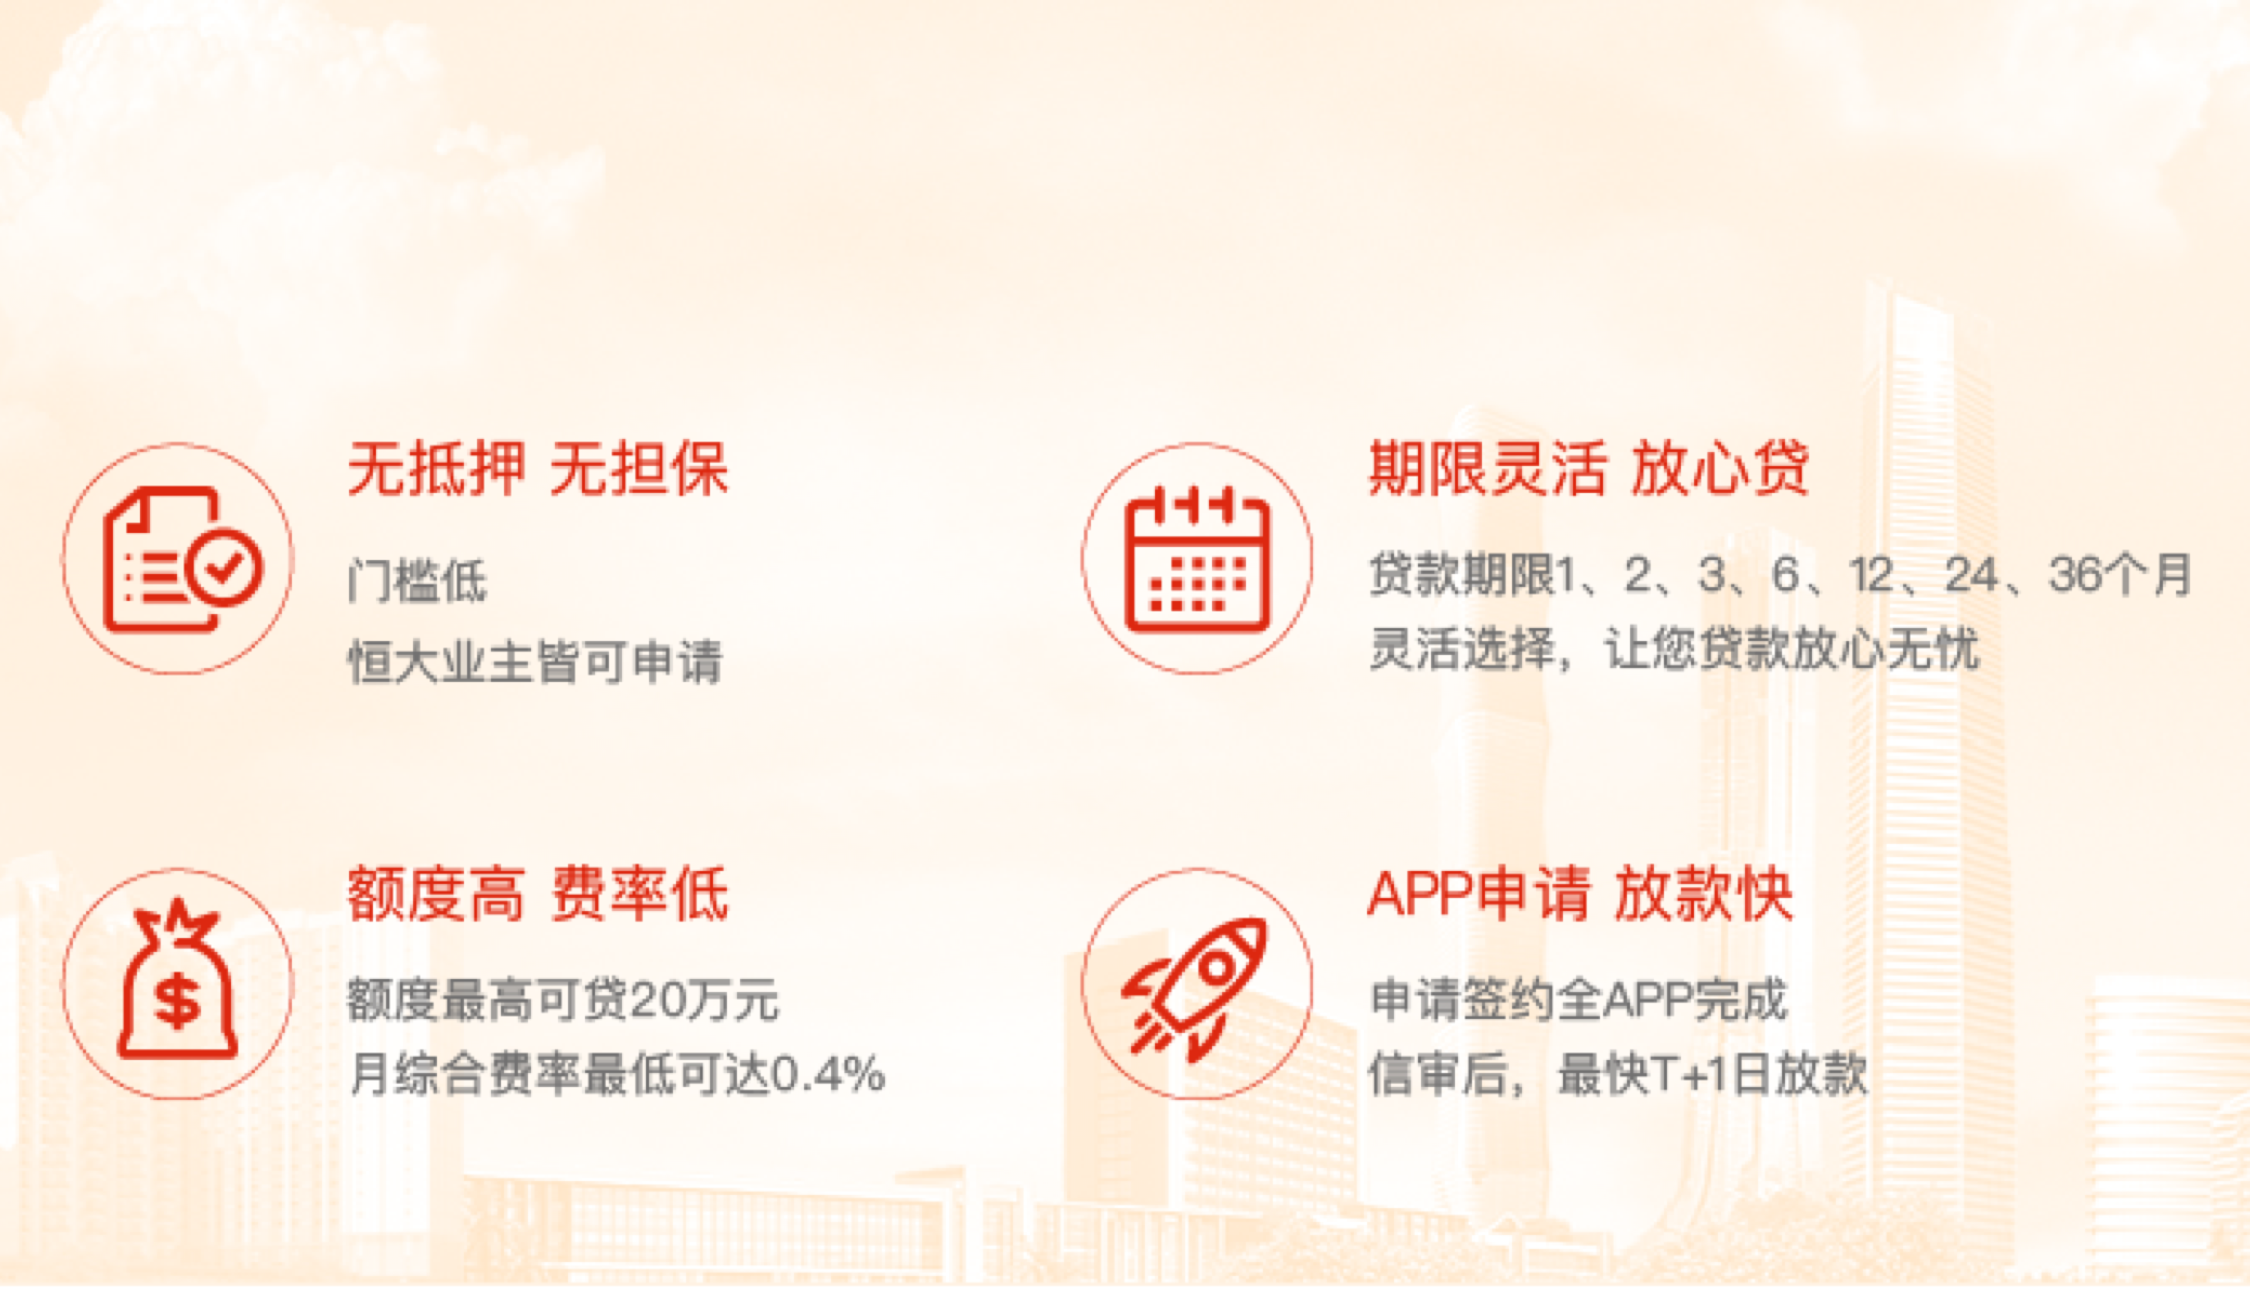 无抵押 无担保
门槛低
恒大业主皆可申请
期限灵活 放心贷
贷款期限1、2、3、6、12、24、36个月
灵活选择，让您贷款放心无忧
额度高 费率低
额度最高可贷20万元
月综合费率最低可达0.4%
APP申请 放款快
申请签约全APP完成
信审后，最快T+1日放款